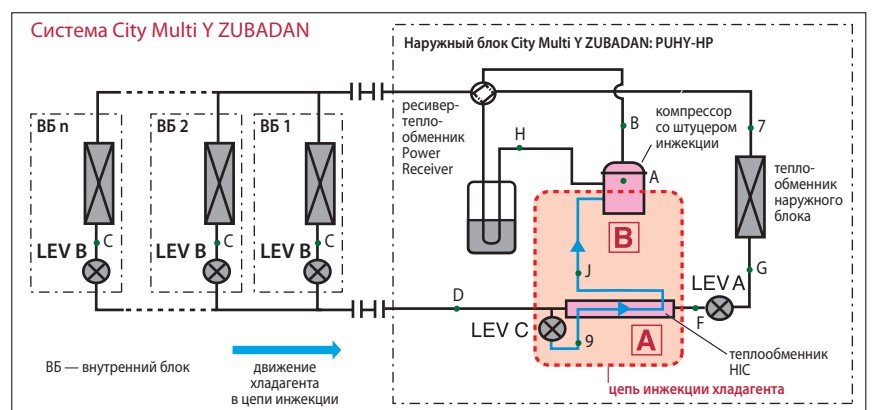 Система City Multi Y ZUBADAN
Наружный блок City Multi Y ZUBADAN: PUHY-HP
ВБ n
ВБ 2
ВБ 1
ресивер-
тепло-
обменник
Power
Receiver
H
B
компрессор
со штуцером
инекции
A
7
тепло-
обменник
наружного
блока
C
C
C
LEV B
LEV B
LEV B
B
J
G
LEV A
D
F
LEV C
9
A
теплообменник
HIC
ВБ — внутренний блок
движение
хладагента
в цепи инжекции
цепь инжекции хладагента